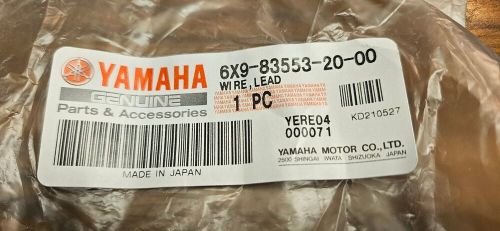 YAMAHA
GENUINE
Parts & Accessories
MADE IN JAPAN
6X9-83553-20-00
WIRE, LEAD
1 PC
YERE04
000071
KD210527
YAMAHA MOTOR CO., LTD.
2500 SHINGAI IWATA SHIZUOKA JAPAN